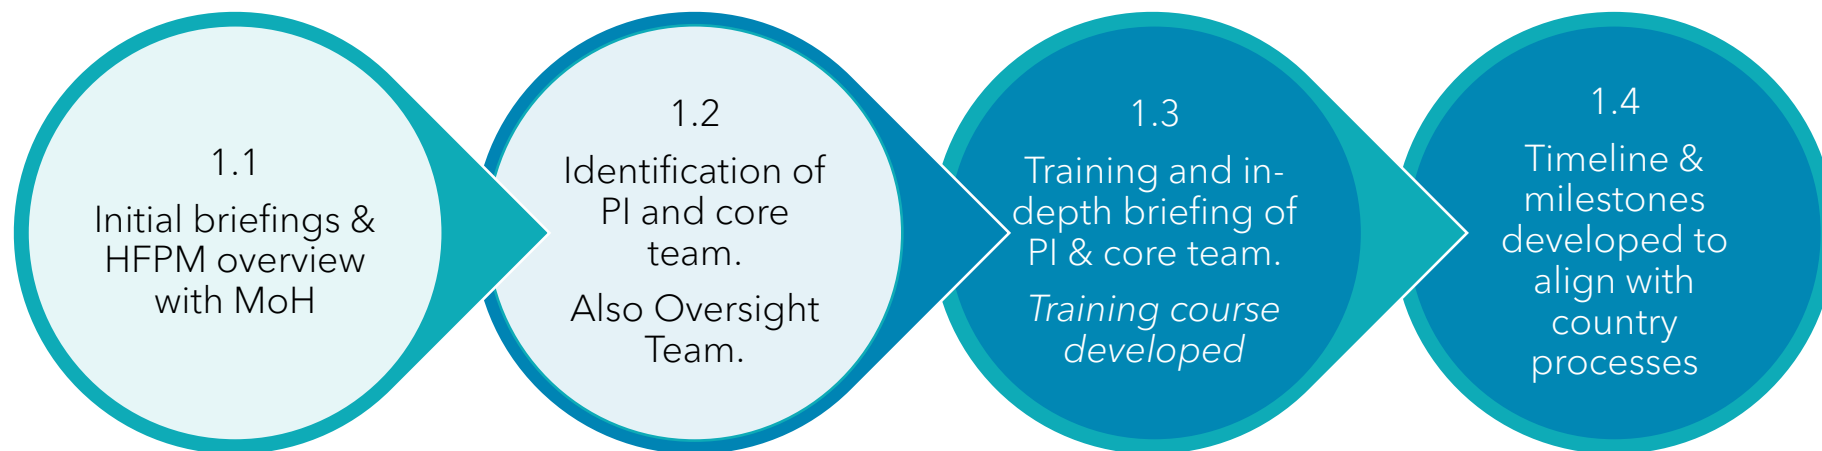 1.1
Initial briefings &
HFPM overview
with MoH
1.2
Identification of
PI and core
team.
Also Oversight
Team.
1.3
Training and in-
depth briefing of
PI & core team.
Training course
developed
1.4
Timeline &
milestones
developed to
align with
country
processes